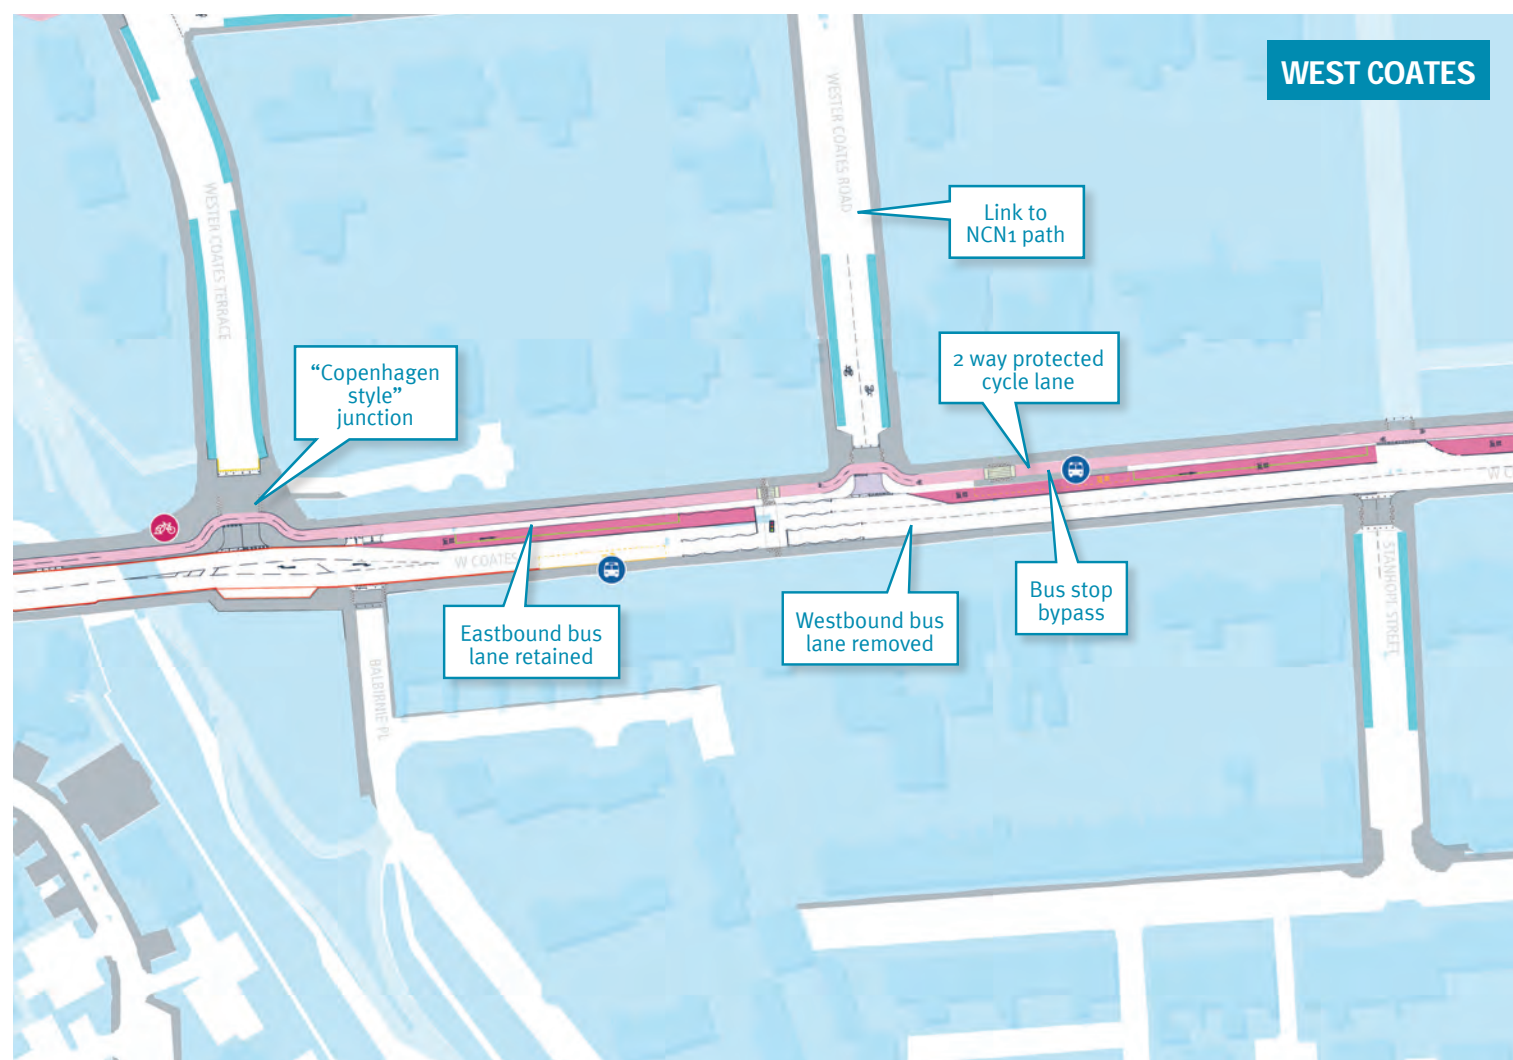 WEST COATES
WESTER COATES ROAD
WESTER COATES TERRACE
Link to
NCN1 path
“Copenhagen
style”
junction
2 way protected
cycle lane
W COATES
W C
Eastbound bus
lane retained
Westbound bus
lane removed
Bus stop
bypass
STANHOPE STREET
BALBIRNIE PL